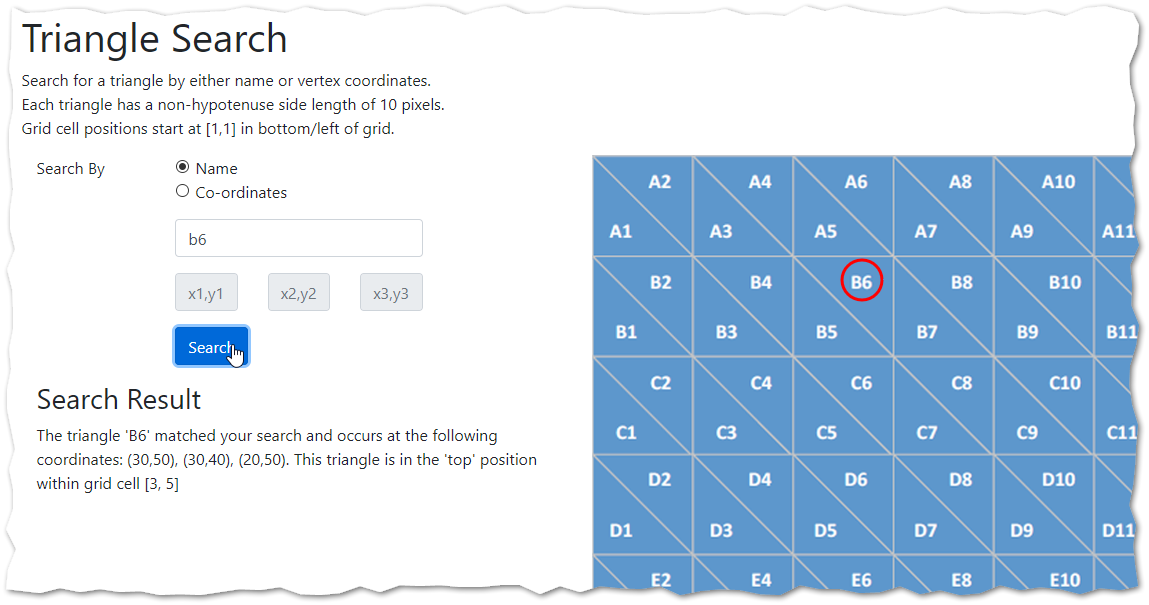 Triangle Search
Search for a triangle by either name or vertex coordinates.
Each triangle has a non-hypotenuse side length of 10 pixels.
Grid cell positions start at [1,1] in bottom/left of grid.
Search By
Name
Co-ordinates
b6
x1,y1 x2,y2 x3,y3
Search
Search Result
The triangle 'B6' matched your search and occurs at the following
coordinates: (30,50), (30,40), (20,50). This triangle is in the 'top' position
within grid cell [3, 5]
A2 A4 A6 A8 A10
A1 A3 A5 A7 A9 A11
B2 B4 B6 B8 B10
B1 B3 B5 B7 B9 B11
C2 C4 C6 C8 C10
C1 C3 C5 C7 C9 C11
D2 D4 D6 D8 D10
D1 D3 D5 D7 D9 D11
E2 E4 E6 E8 E10